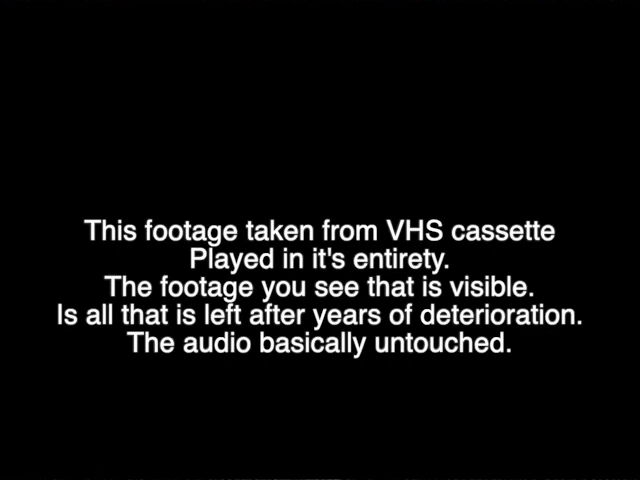 This footage taken from VHS cassette
Played in it's entirety.
The footage you see that is visible.
Is all that is left after years of deterioration.
The audio basically untouched.